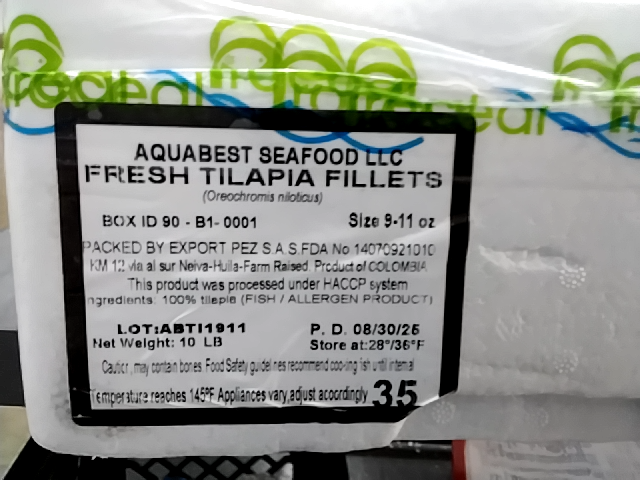 AQUABEST SEAFOOD LLC
FRESH TILAPIA FILLETS
(Oreochromis niloticus)
BOX ID 90 - B1- 0001 Size 9-11 oz
PACKED BY EXPORT PEZ S.A.S.FDA No 14070921010
KM 12 via al sur Neiva-Huila-Farm Raised. Product of COLOMBIA
This product was processed under HACCP system
ngredients: 100% tilapia (FISH / ALLERGEN PRODUCT)
LOT:ABTI1911 P. D. 08/30/25
Net Weight: 10 LB Store at:28°/36°F
Caution, may contain bones. Food Safety guidelines recommend cooking fish until internal
Temperature reaches 145°F Appliances vary,adjust acoordingly 35